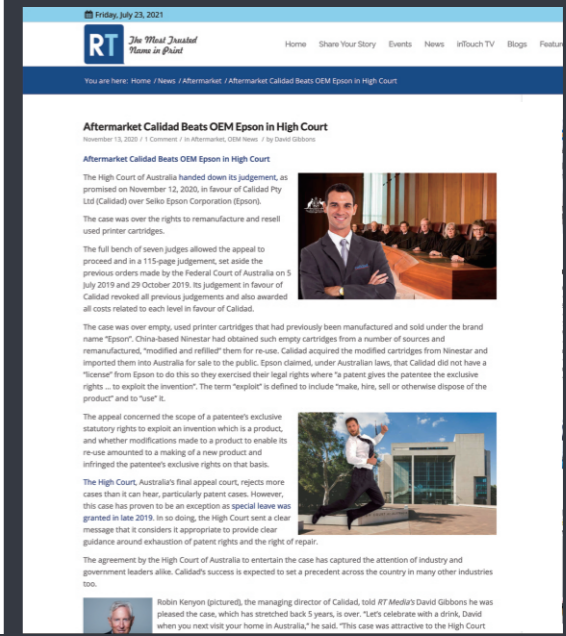 Friday, July 23, 2021
RT
The Most Trusted
Name in Print
Home Share Your Story Events News inTouch TV Blogs Featur
You are here: Home / News / Aftermarket / Aftermarket Calidad Beats OEM Epson in High Court
Aftermarket Calidad Beats OEM Epson in High Court
November 13, 2020 / 1 Comment / in Aftermarket, OEM News / by David Gibbons
Aftermarket Calidad Beats OEM Epson in High Court
The High Court of Australia handed down its judgement, as
promised on November 12, 2020, in favour of Calidad Pty
Ltd (Calidad) over Seiko Epson Corporation (Epson).
The case was over the rights to remanufacture and resell
used printer cartridges.
The full bench of seven judges allowed the appeal to
proceed and in a 115-page judgement, set aside the
previous orders made by the Federal Court of Australia on 5
July 2019 and 29 October 2019. Its judgement in favour of
Calidad revoked all previous judgements and also awarded
all costs related to each level in favour of Calidad.
The case was over empty, used printer cartridges that had previously been manufactured and sold under the brand
name "Epson". China-based Ninestar had obtained such empty cartridges from a number of sources and
remanufactured, "modified and refilled" them for re-use. Calidad acquired the modified cartridges from Ninestar and
imported them into Australia for sale to the public. Epson claimed, under Australian laws, that Calidad did not have a
"license" from Epson to do this so they exercised their legal rights where "a patent gives the patentee the exclusive
rights ... to exploit the invention". The term "exploit" is defined to include "make, hire, sell or otherwise dispose of the
product" and to "use" it.
The appeal concerned the scope of a patentee's exclusive
statutory rights to exploit an invention which is a product,
and whether modifications made to a product to enable its
re-use amounted to a making of a new product and
infringed the patentee's exclusive rights on that basis.
The High Court, Australia's final appeal court, rejects more
cases than it can hear, particularly patent cases. However,
this case has proven to be an exception as special leave was
granted in late 2019. In so doing, the High Court sent a clear
message that it considers it appropriate to provide clear
guidance around exhaustion of patent rights and the right of repair.
The agreement by the High Court of Australia to entertain the case has captured the attention of industry and
government leaders alike. Calidad's success is expected to set a precedent across the country in many other industries
too.
Robin Kenyon (pictured), the managing director of Calidad, told RT Media's David Gibbons he was
pleased the case, which has stretched back 5 years, is over. "Let's celebrate with a drink, David
when you next visit your home in Australia," he said. "This case was attractive to the High Court